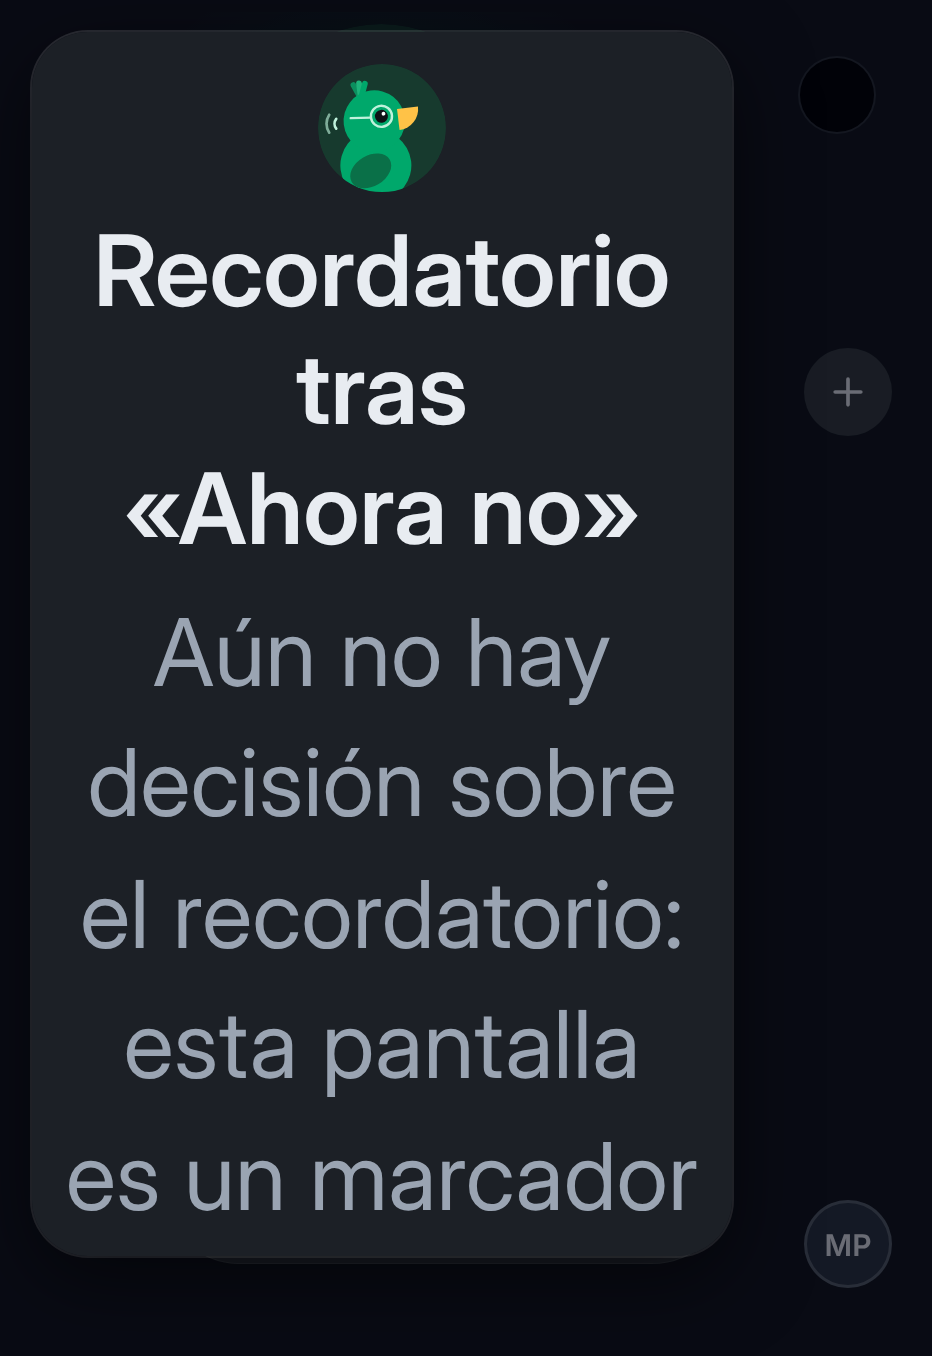 Recordatorio
tras
«Ahora no»
Aún no hay
decisión sobre
el recordatorio:
esta pantalla
es un marcador
MP